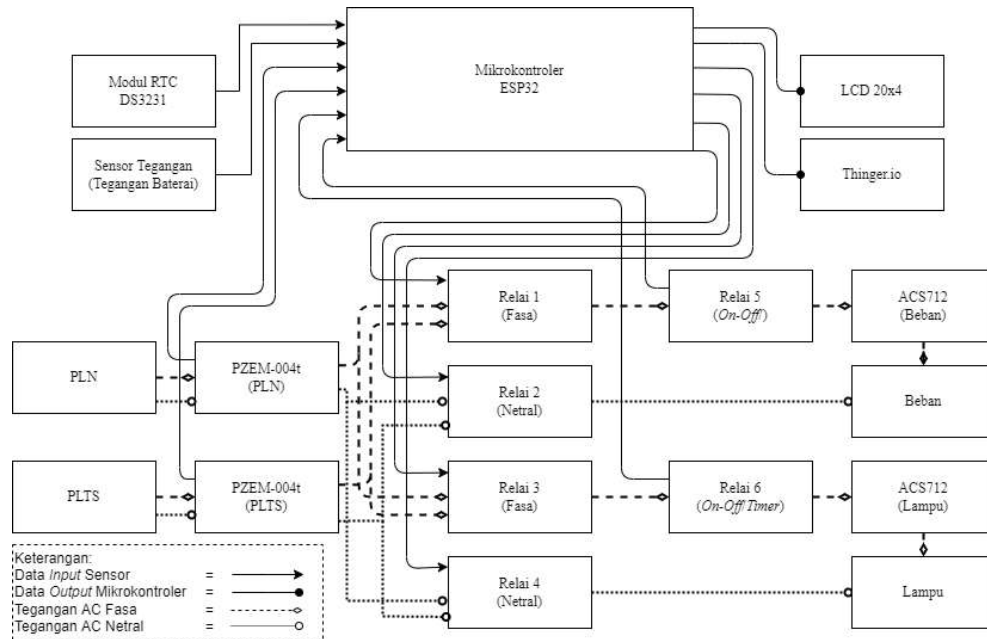 Mikrokontroler
ESP32
Modul RTC
DS3231
LCD 20x4
Sensor Tegangan
(Tegangan Baterai)
Thinger.io
Relai 1
(Fasa)
Relai 5
(On-Off)
ACS712
(Beban)
PLN
PZEM-004t
(PLN)
Relai 2
(Netral)
Beban
PLTS
PZEM-004t
(PLTS)
Relai 3
(Fasa)
Relai 6
(On-Off/Timer)
ACS712
(Lampu)
Relai 4
(Netral)
Lampu
Keterangan:
Data Input Sensor =
Data Output Mikrokontroler =
Tegangan AC Fasa =
Tegangan AC Netral =